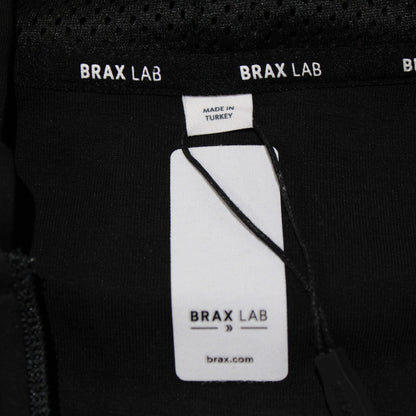 BRAX LAB BRAX LAB
MADE IN
TURKEY
BRAX LAB
»
brax.com